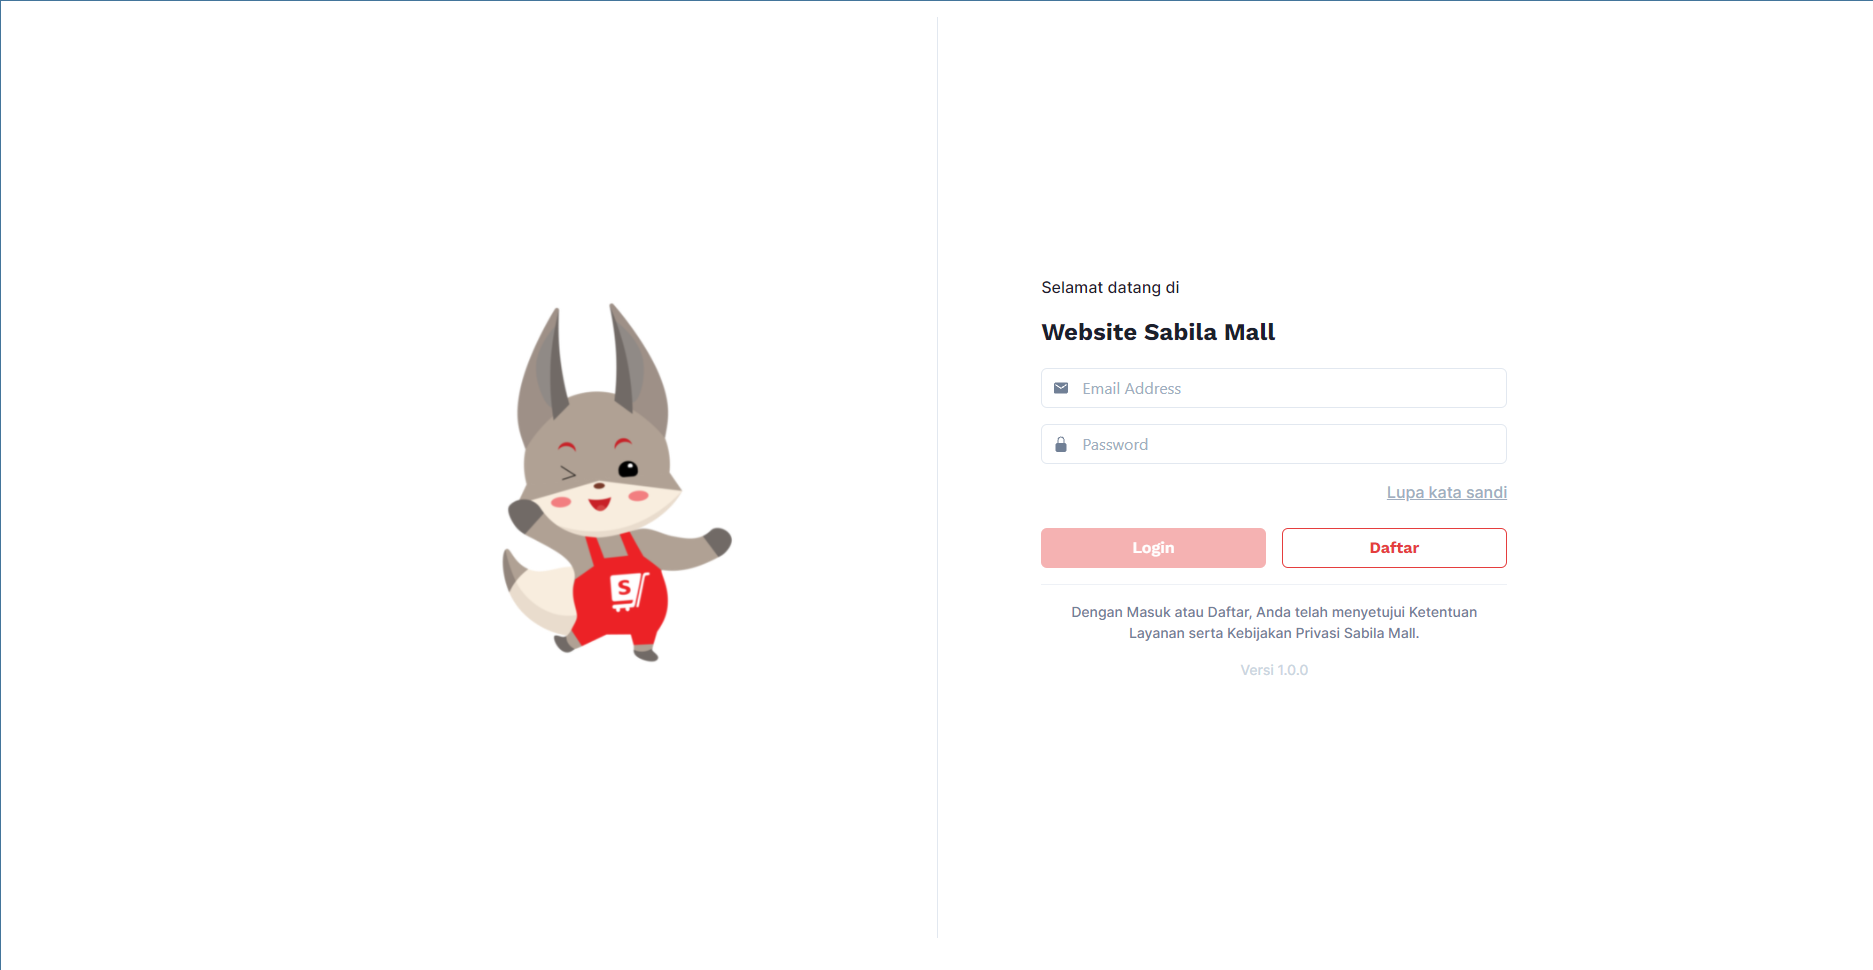 Selamat datang di
Website Sabila Mall
Email Address
Password
Lupa kata sandi
Login
Daftar
Dengan Masuk atau Daftar, Anda telah menyetujui Ketentuan
Layanan serta Kebijakan Privasi Sabila Mall.
Versi 1.0.0
S